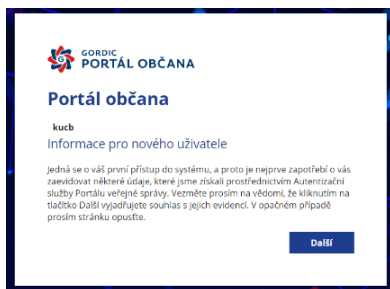 GORDIC
PORTÁL OBČANA
Portál občana
kucb
Informace pro nového uživatele
Jedná se o váš první přístup do systému, a proto je nejprve zapotřebí o vás
zaevidovat některé údaje, které jsme získali prostřednictvím Autentizační
služby Portálu veřejné správy. Vezměte prosím na vědomí, že kliknutím na
tlačítko Další vyjadřujete souhlas s jejich evidencí. V opačném případě
prosím stránku opusťte.
Další